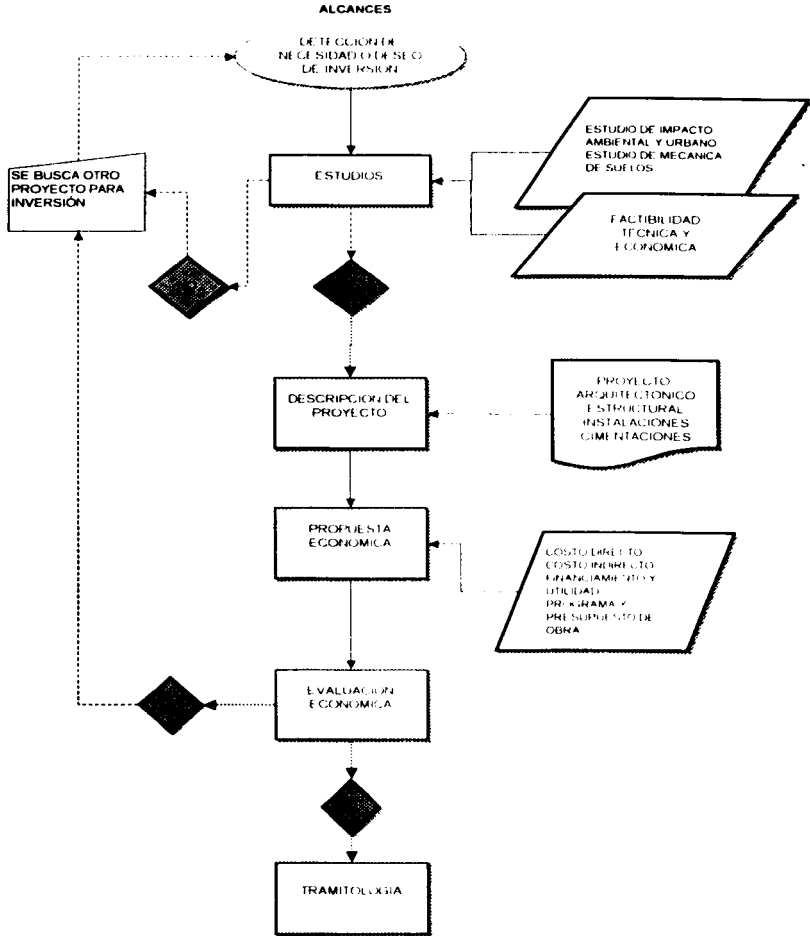 ALCANCES
DETECCIÓN DE
NECESIDAD O DESEO
DE INVERSIÓN
SE BUSCA OTRO
PROYECTO PARA
INVERSIÓN
ESTUDIOS
ESTUDIO DE IMPACTO
AMBIENTAL Y URBANO
ESTUDIO DE MECANICA
DE SUELOS
FACTIBILIDAD
TECNICA Y
ECONOMICA
DESCRIPCION DEL
PROYECTO
PROYECTO
ARQUITECTONICO
ESTRUCTURAL
INSTALACIONES
CIMENTACIONES
PROPUESTA
ECONOMICA
COSTO DIRECTO
COSTO INDIRECTO
FINANCIAMIENTO Y
UTILIDAD
PROGRAMA Y
PRESUPUESTO DE
OBRA
EVALUACION
ECONOMICA
TRAMITOLOGIA